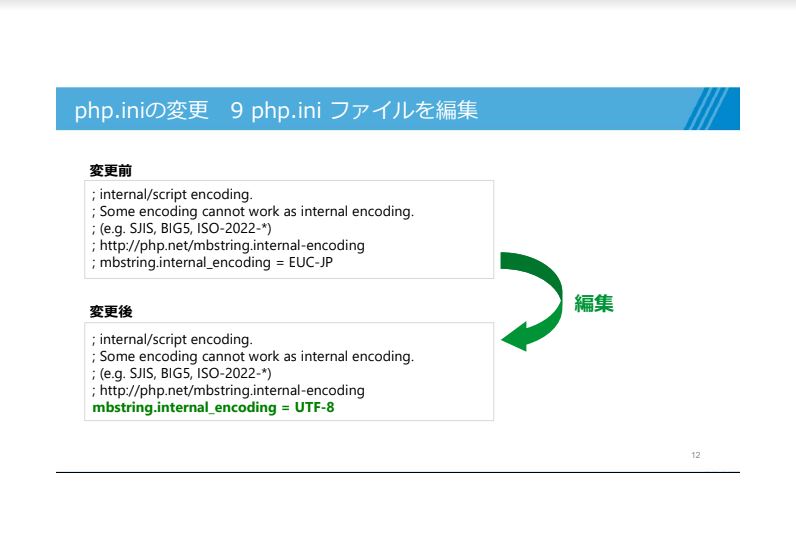 php.iniの変更　9 php.ini ファイルを編集
変更前
; internal/script encoding.
; Some encoding cannot work as internal encoding.
; (e.g. SJIS, BIG5, ISO-2022-*)
; http://php.net/mbstring.internal-encoding
; mbstring.internal_encoding = EUC-JP
編集
変更後
; internal/script encoding.
; Some encoding cannot work as internal encoding.
; (e.g. SJIS, BIG5, ISO-2022-*)
; http://php.net/mbstring.internal-encoding
mbstring.internal_encoding = UTF-8
12